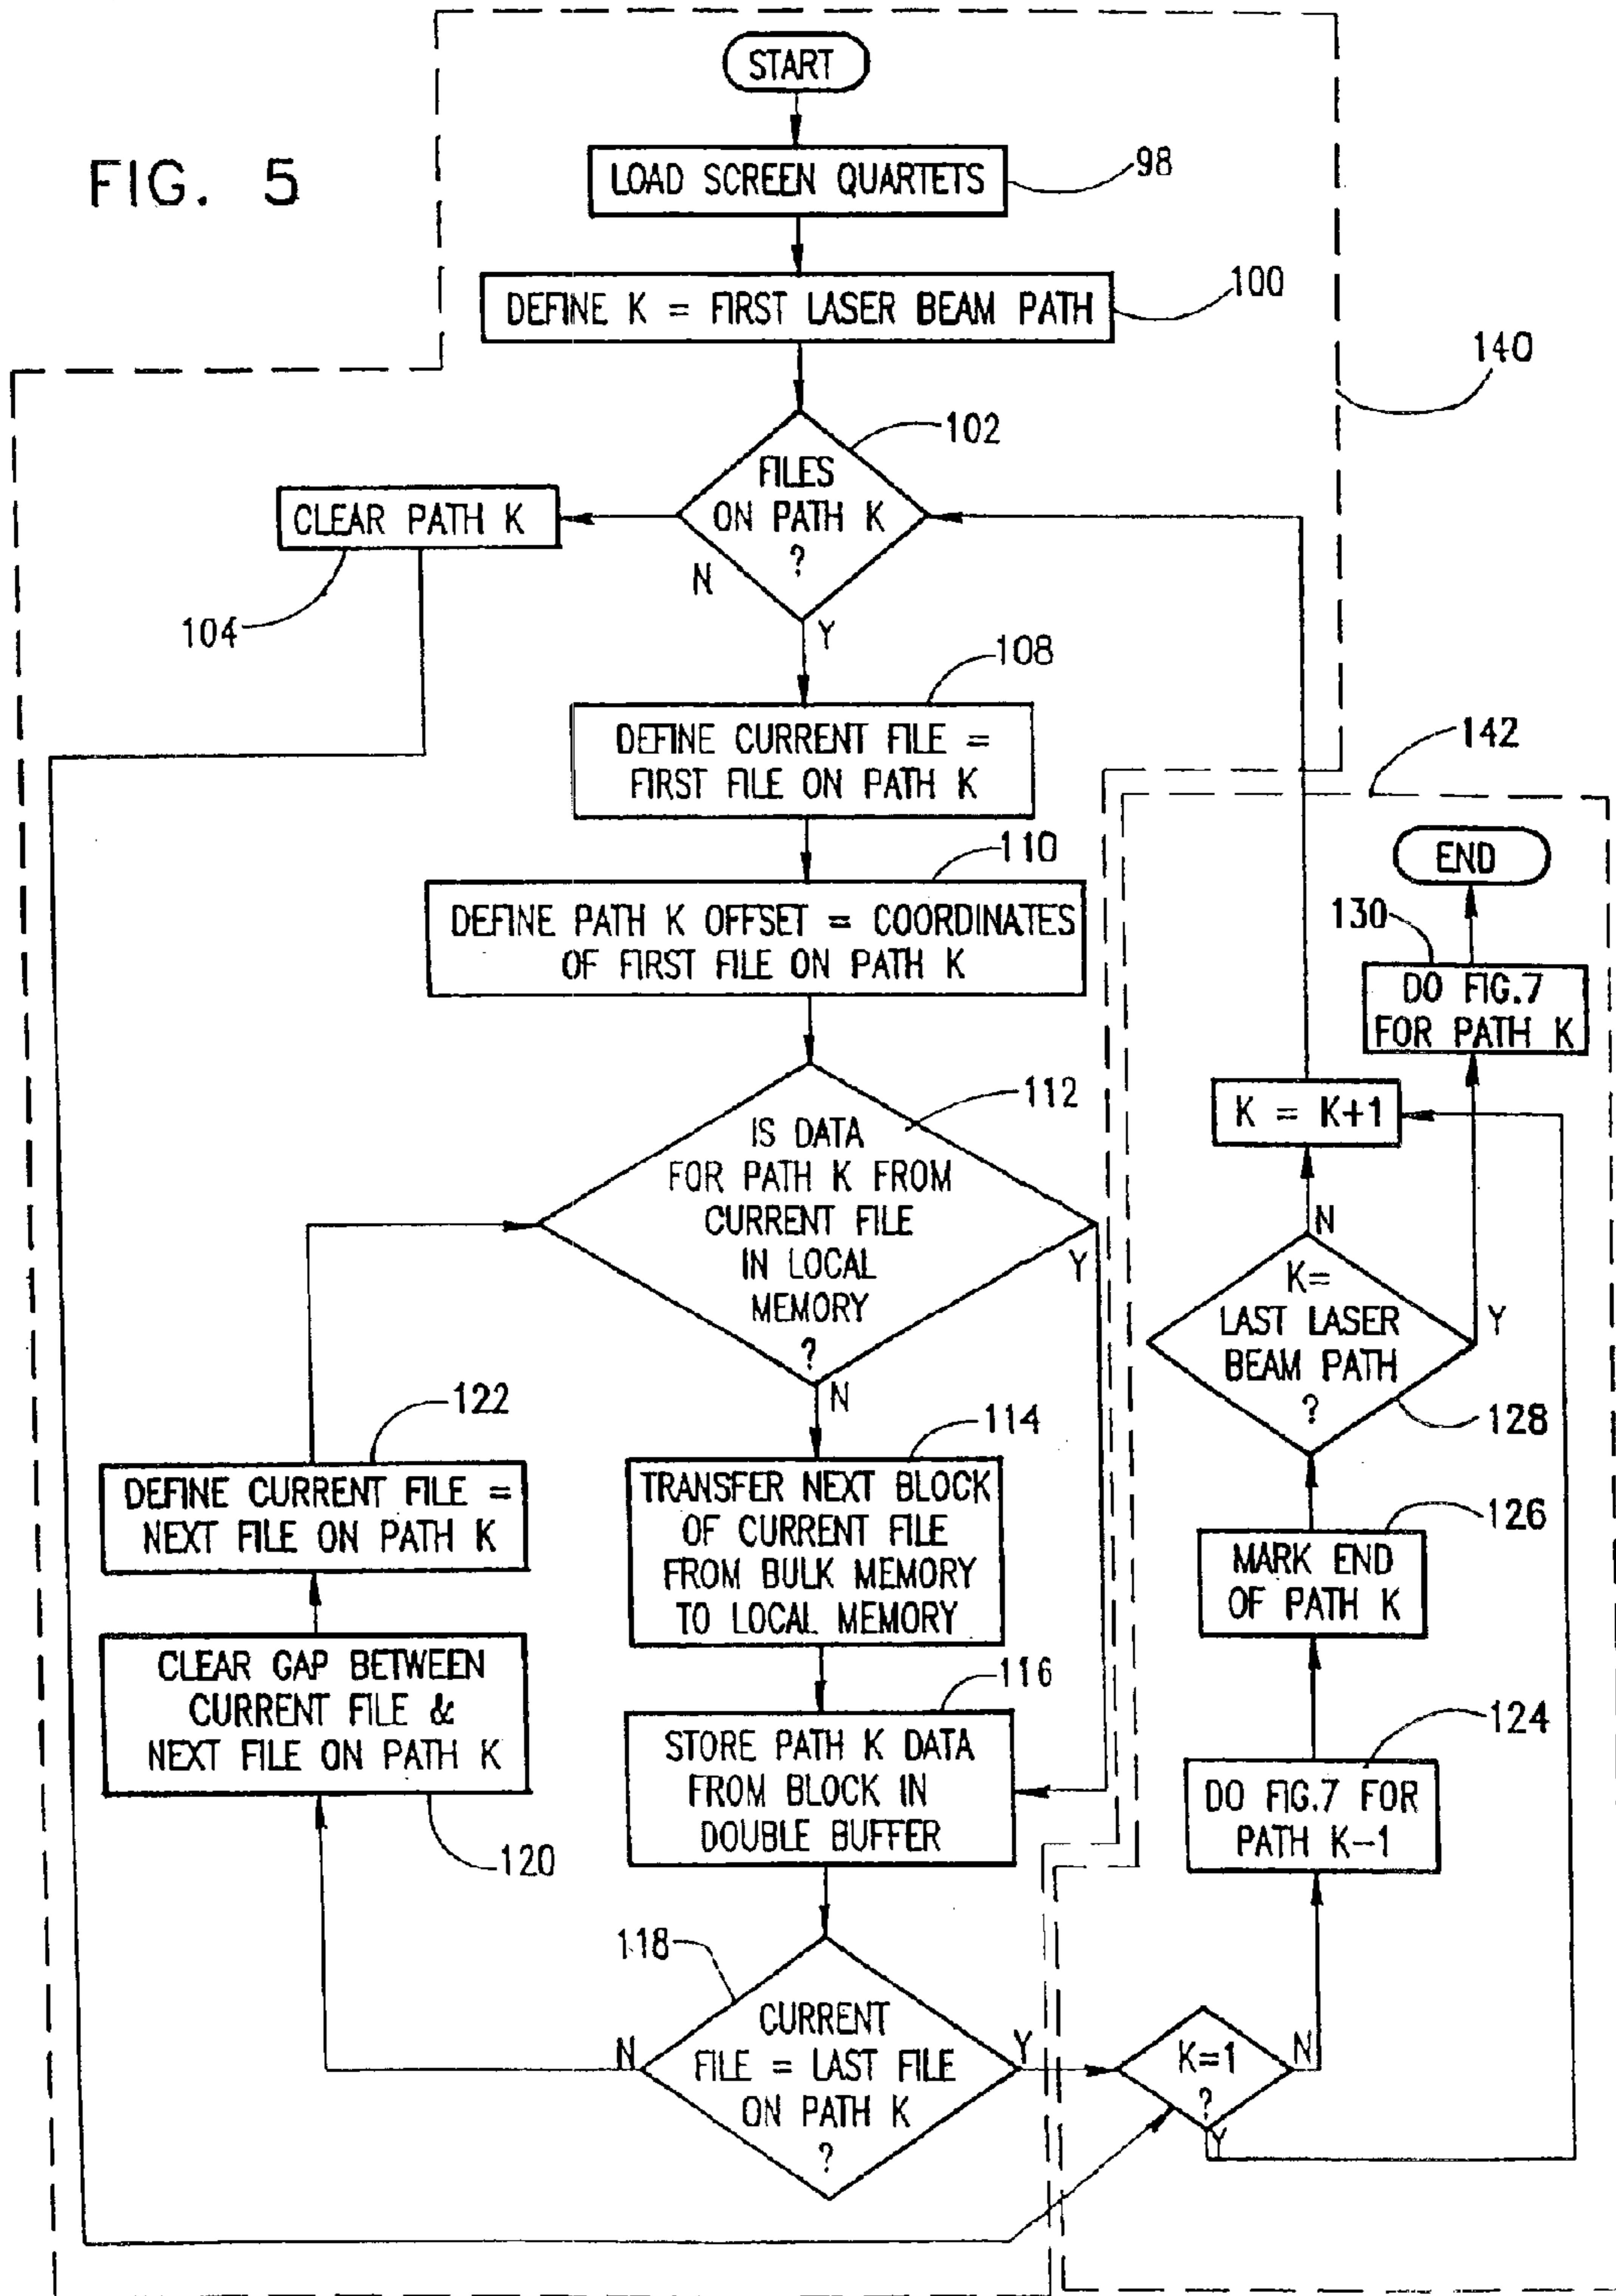 FIG. 5
START
LOAD SCREEN QUARTETS
98
DEFINE K = FIRST LASER BEAM PATH
100
140
102
FILES
ON PATH K
?
N
Y
CLEAR PATH K
104
108
DEFINE CURRENT FILE =
FIRST FILE ON PATH K
110
DEFINE PATH K OFFSET = COORDINATES
OF FIRST FILE ON PATH K
112
IS DATA
FOR PATH K FROM
CURRENT FILE
IN LOCAL
MEMORY
?
Y
N
114
TRANSFER NEXT BLOCK
OF CURRENT FILE
FROM BULK MEMORY
TO LOCAL MEMORY
116
STORE PATH K DATA
FROM BLOCK IN
DOUBLE BUFFER
118
CURRENT
FILE = LAST FILE
ON PATH K
?
N
Y
122
DEFINE CURRENT FILE =
NEXT FILE ON PATH K
CLEAR GAP BETWEEN
CURRENT FILE &
NEXT FILE ON PATH K
120
142
END
130
DO FIG.7
FOR PATH K
K = K+1
N
K=
LAST LASER
BEAM PATH
?
Y
128
126
MARK END
OF PATH K
124
DO FIG.7 FOR
PATH K-1
K=1
?
N
Y